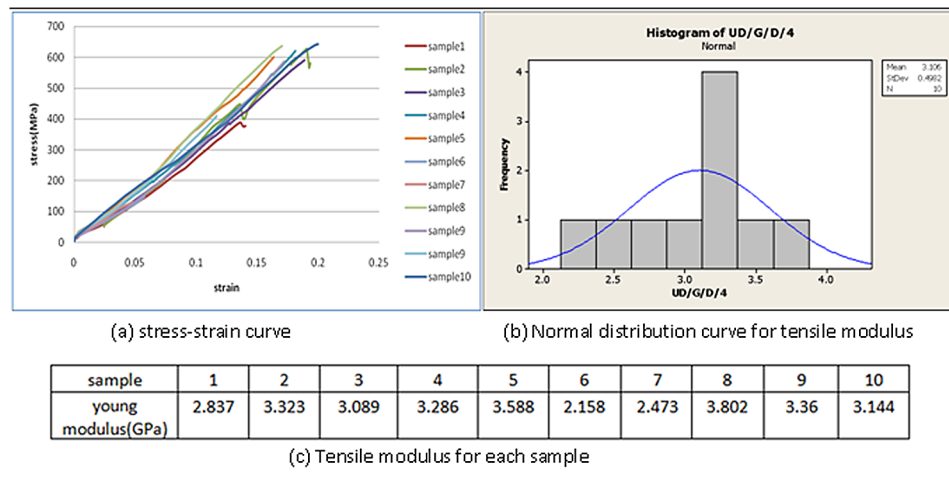 700
600
500
400
300
200
100
0
stress(MPa)
0 0.05 0.1 0.15 0.2 0.25
strain
sample1
sample2
sample3
sample4
sample5
sample6
sample7
sample8
sample9
sample9
sample10
Histogram of UD/G/D/4
Normal
Mean 3.106
StDev 0.4982
N 10
4
3
2
1
0
Frequency
2.0 2.5 3.0 3.5 4.0
UD/G/D/4
(a) stress-strain curve
(b) Normal distribution curve for tensile modulus
sample 1 2 3 4 5 6 7 8 9 10
young
modulus(GPa) 2.837 3.323 3.089 3.286 3.588 2.158 2.473 3.802 3.36 3.144
(c) Tensile modulus for each sample